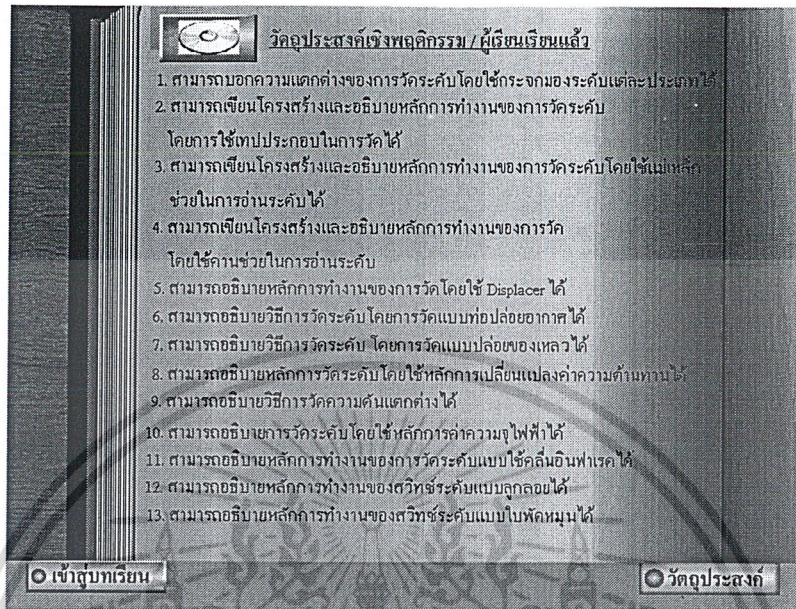 วัตถุประสงค์เชิงพฤติกรรม / ผู้เรียนเรียนแล้ว
1. สามารถบอกความแตกต่างของการวัดระดับโดยใช้กระจกมองระดับแต่ละประเภทได้
2. สามารถเขียนโครงสร้างและอธิบายหลักการทำงานของการวัดระดับ
โดยการใช้เทปประกอบในการวัดได้
3. สามารถเขียนโครงสร้างและอธิบายหลักการทำงานของการวัดระดับโดยใช้แม่เหล็ก
ช่วยในการอ่านระดับได้
4. สามารถเขียนโครงสร้างและอธิบายหลักการทำงานของการวัด
โดยใช้คานช่วยในการอ่านระดับ
5. สามารถอธิบายหลักการทำงานของการวัดโดยใช้ Displacer ได้
6. สามารถอธิบายวิธีการวัดระดับโดยการวัดแบบท่อปล่อยอากาศได้
7. สามารถอธิบายวิธีการวัดระดับ โดยการวัดแบบปล่อยของเหลวได้
8. สามารถอธิบายหลักการวัดระดับโดยใช้หลักการเปลี่ยนแปลงค่าความต้านทานได้
9. สามารถอธิบายวิธีการวัดความดันแตกต่างได้
10. สามารถอธิบายการวัดระดับโดยใช้หลักการค่าความจุไฟฟ้าได้
11. สามารถอธิบายหลักการทำงานของการวัดระดับแบบใช้คลื่นอินฟาเรดได้
12. สามารถอธิบายหลักการทำงานของสวิทช์ระดับแบบลูกลอยได้
13. สามารถอธิบายหลักการทำงานของสวิทช์ระดับแบบใบพัดหมุนได้
เข้าสู่บทเรียน
วัตถุประสงค์